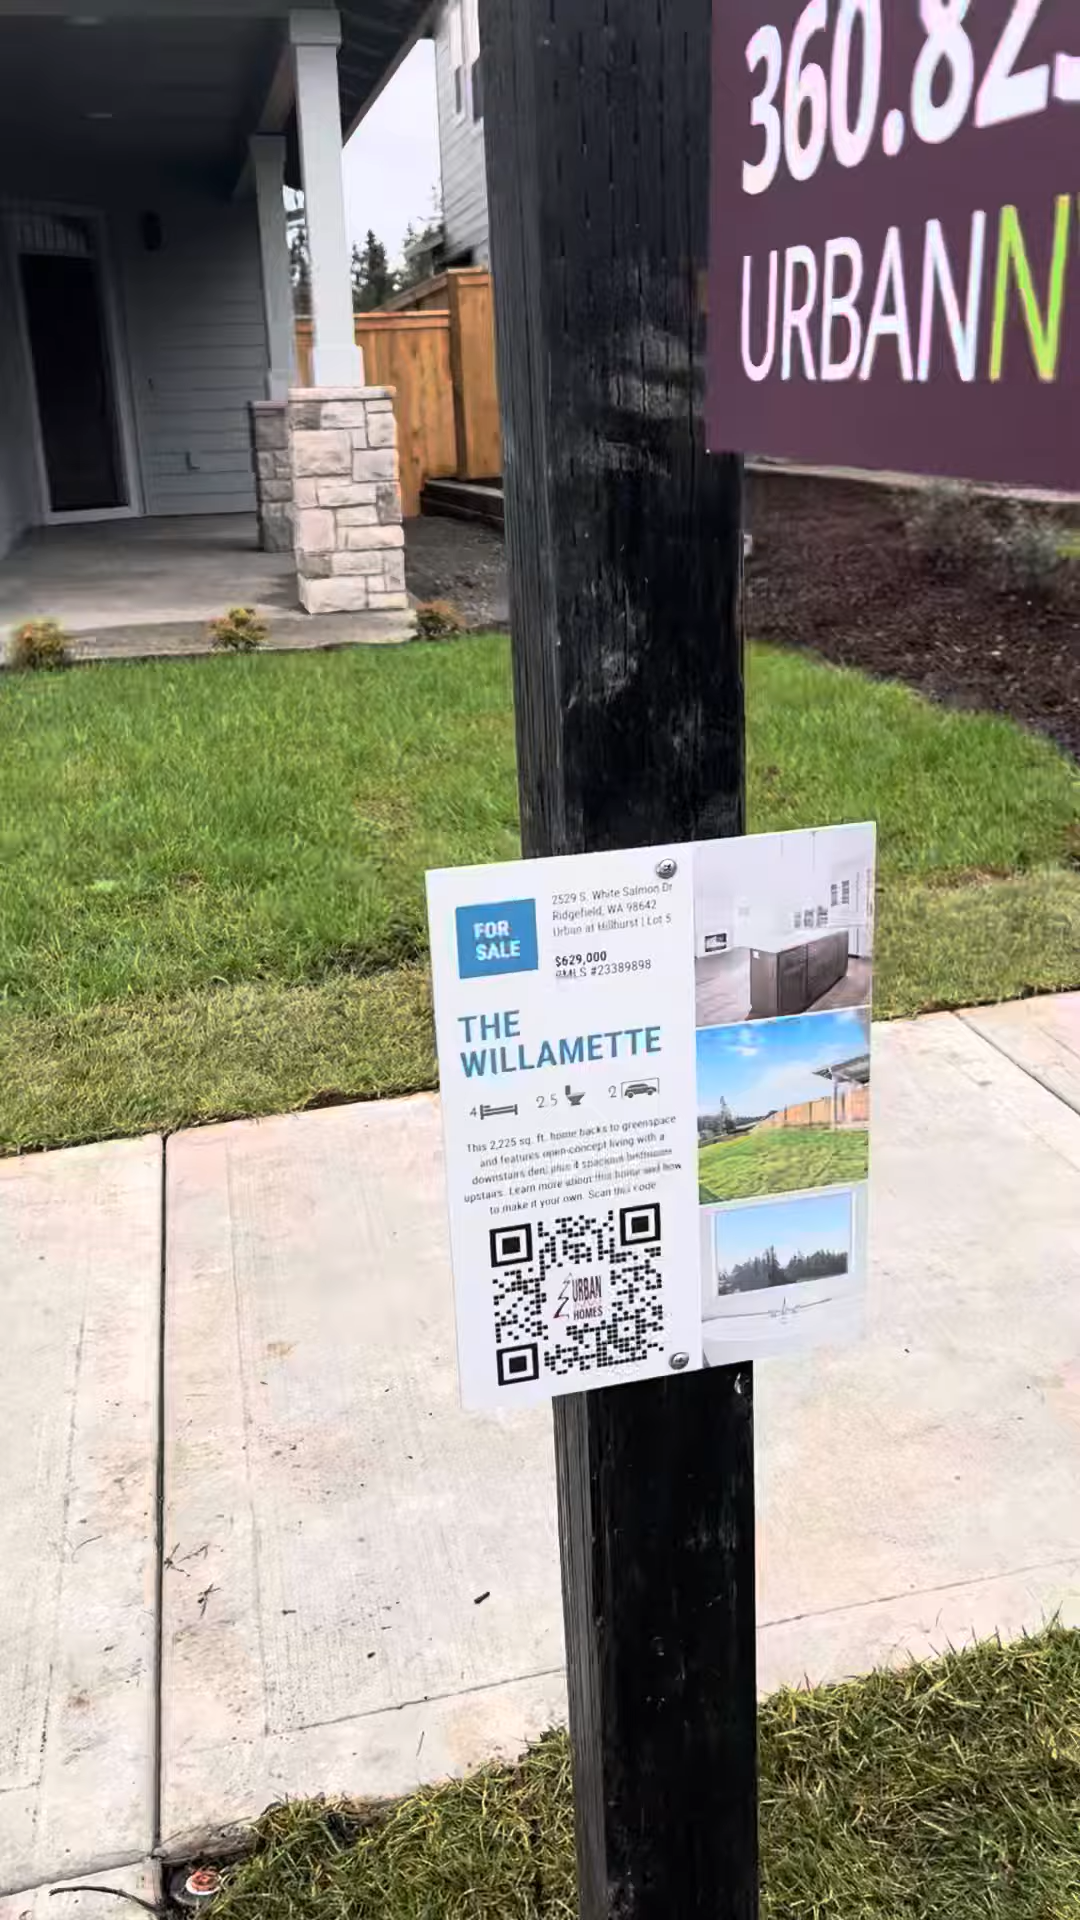 360.82
URBANN
FOR
SALE
2529 S. White Salmon Dr
Ridgefield, WA 98642
Urban at Hillhurst | Lot 5
$629,000
RMLS #23389898
THE
WILLAMETTE
4
2.5
2
This 2,225 sq. ft. home backs to greenspace
and features open-concept living with a
downstairs den, plus 4 spacious bedrooms
upstairs. Learn more about this home and how
to make it your own. Scan this code
URBAN
HOMES